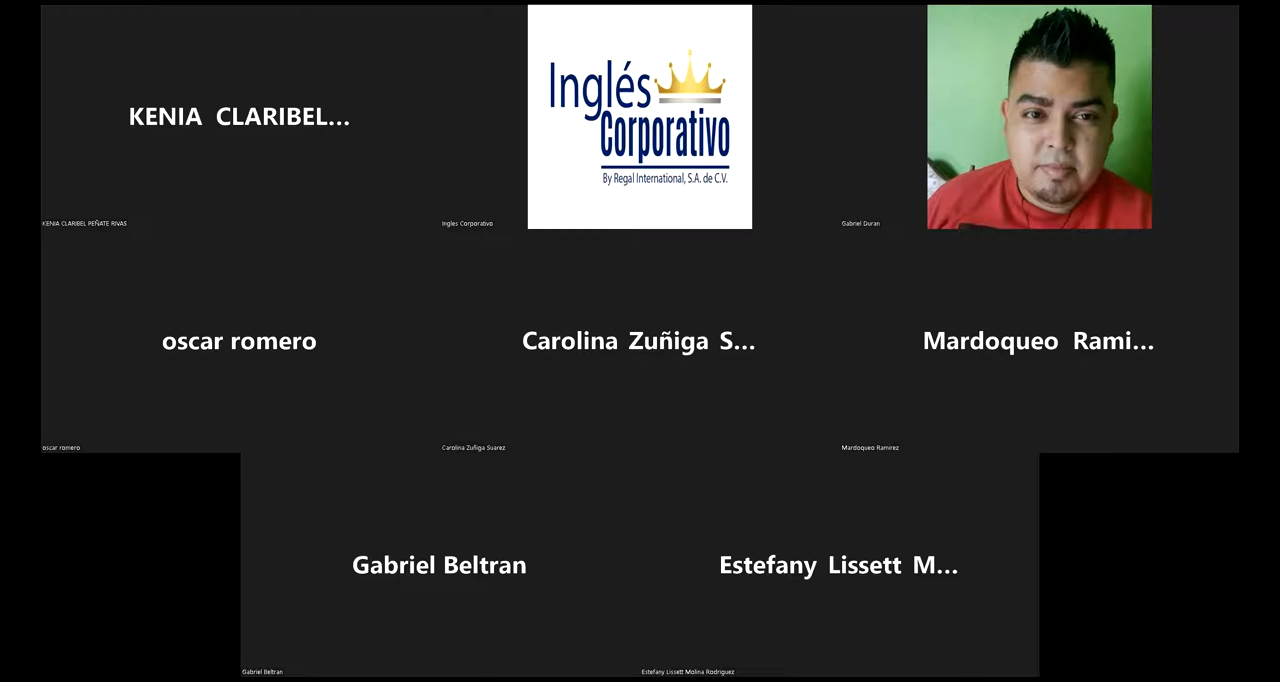 KENIA CLARIBEL...
KENIA CLARIBEL PEÑATE RIVAS
Inglés
Corporativo
By Regal International, S.A. de C.V.
Ingles Corporativo
Gabriel Duran
oscar romero
oscar romero
Carolina Zuñiga S...
Carolina Zuñiga Suarez
Mardoqueo Rami...
Mardoqueo Ramirez
Gabriel Beltran
Gabriel Beltran
Estefany Lissett M...
Estefany Lissett Molina Rodriguez